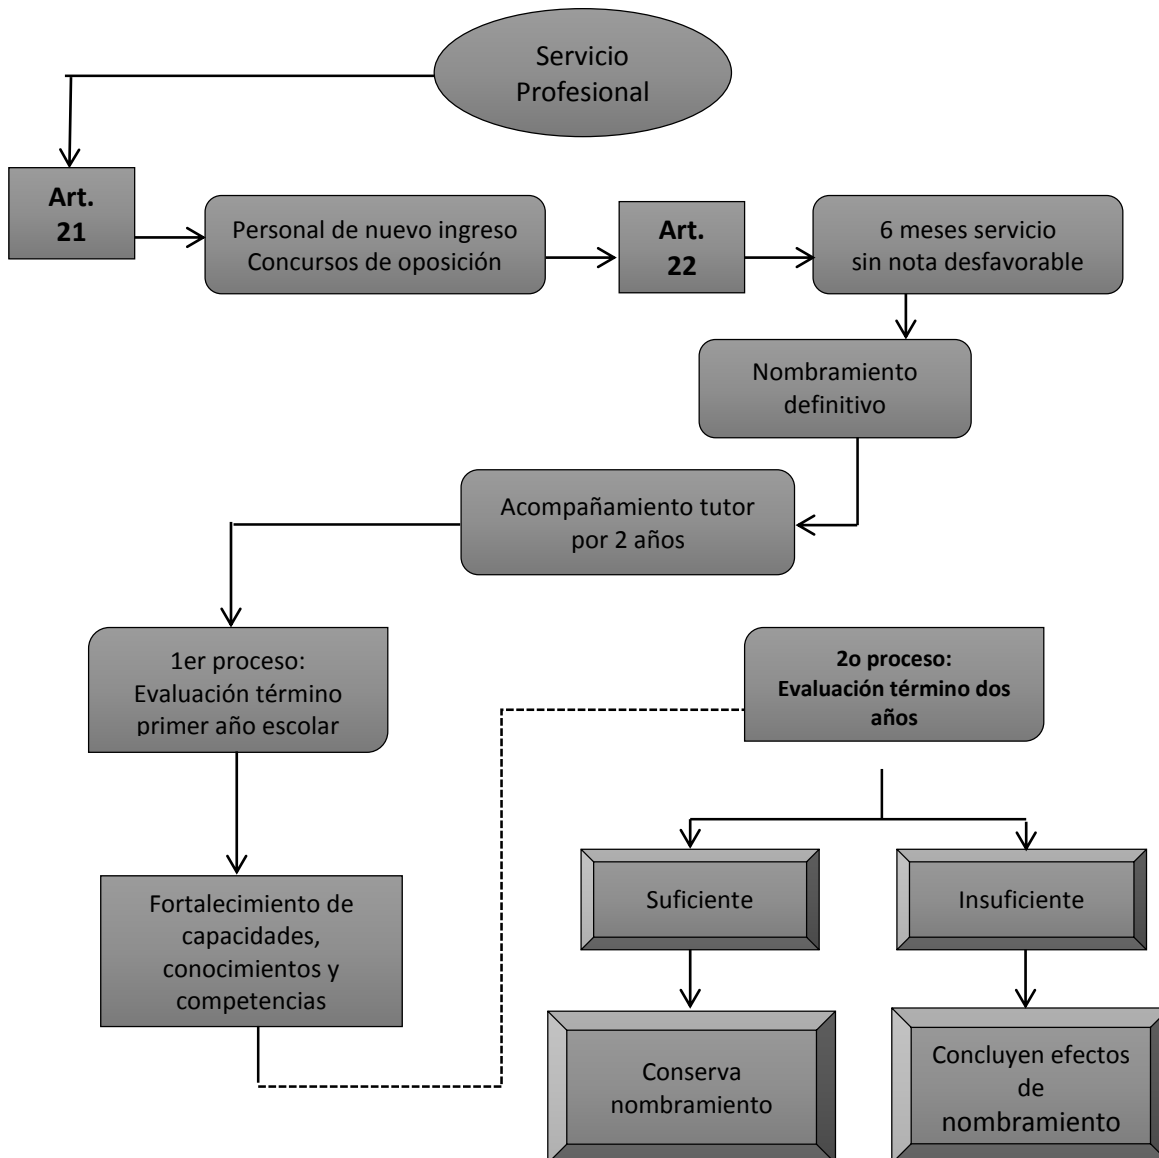 Servicio
Profesional
Art.
21
Personal de nuevo ingreso
Concursos de oposición
Art.
22
6 meses servicio
sin nota desfavorable
Nombramiento
definitivo
Acompañamiento tutor
por 2 años
1er proceso:
Evaluación término
primer año escolar
2o proceso:
Evaluación término dos
años
Suficiente
Insuficiente
Fortalecimiento de
capacidades,
conocimientos y
competencias
Conserva
nombramiento
Concluyen efectos
de
nombramiento